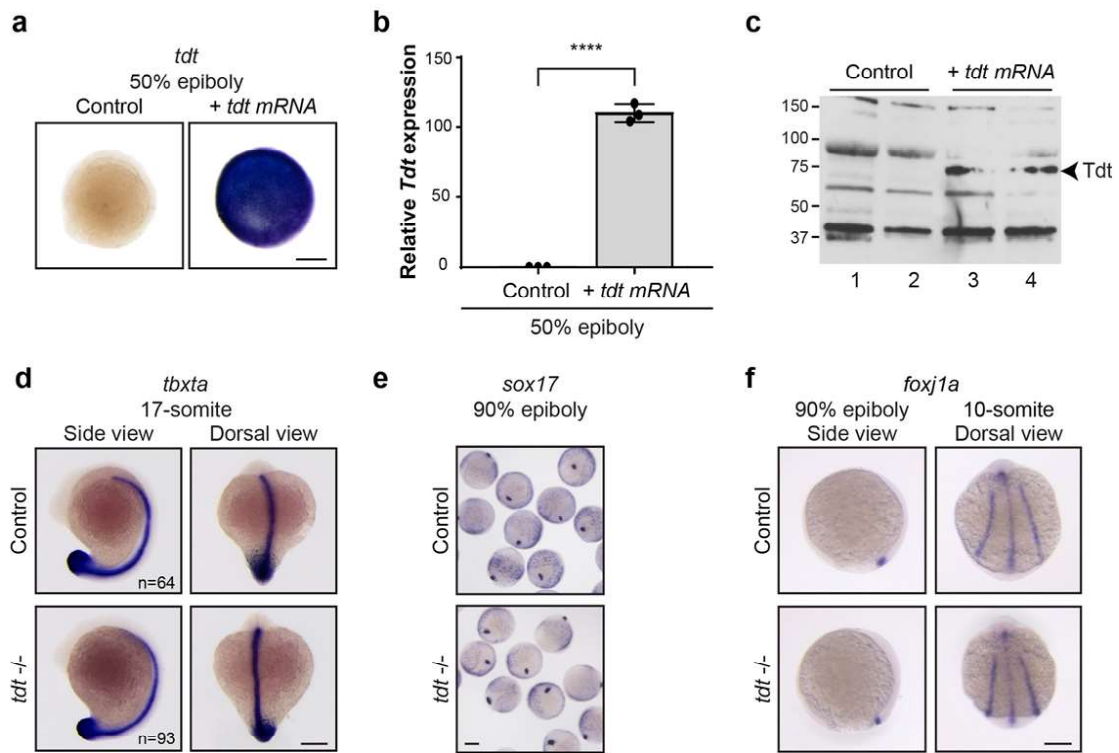 a
tdt
50% epiboly
Control
+ tdt mRNA
b
Relative Tdt expression
150
100
50
0
****
Control
+ tdt mRNA
50% epiboly
c
Control
+ tdt mRNA
150
100
75
50
37
Tdt
1 2 3 4
d
tbxta
17-somite
Side view
Dorsal view
Control
n=64
tdt -/-
n=93
e
sox17
90% epiboly
Control
tdt -/-
f
foxj1a
90% epiboly
Side view
10-somite
Dorsal view
Control
tdt -/-